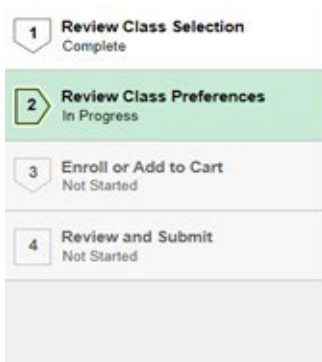 1 Review Class Selection
Complete
2 Review Class Preferences
In Progress
3 Enroll or Add to Cart
Not Started
4 Review and Submit
Not Started